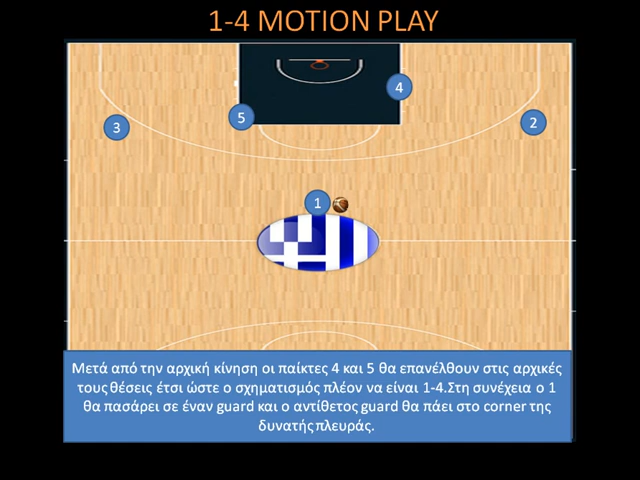 1-4 MOTION PLAY
4
5
3
2
1
Μετά από την αρχική κίνηση οι παίκτες 4 και 5 θα επανέλθουν στις αρχικές
τους θέσεις έτσι ώστε ο σχηματισμός πλέον να είναι 1-4.Στη συνέχεια ο 1
θα πασάρει σε έναν guard και ο αντίθετος guard θα πάει στο corner της
δυνατής πλευράς.